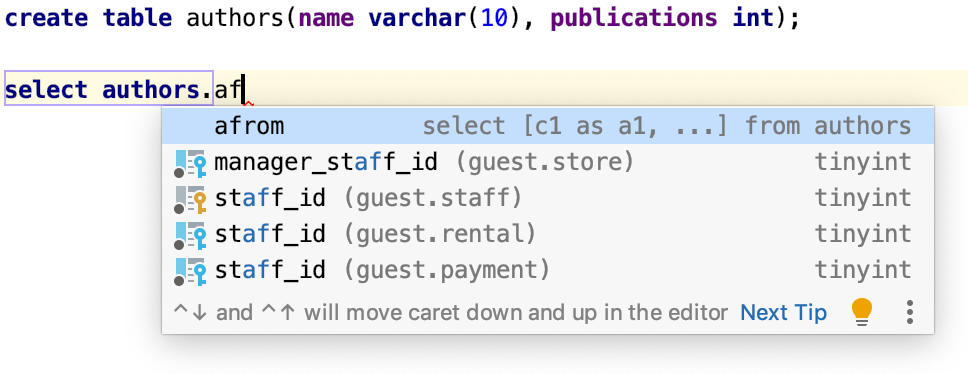 create table authors(name varchar(10), publications int);
select authors.af
afrom select [c1 as a1, ...] from authors
manager_staff_id (guest.store) tinyint
staff_id (guest.staff) tinyint
staff_id (guest.rental) tinyint
staff_id (guest.payment) tinyint
^↓ and ^↑ will move caret down and up in the editor Next Tip